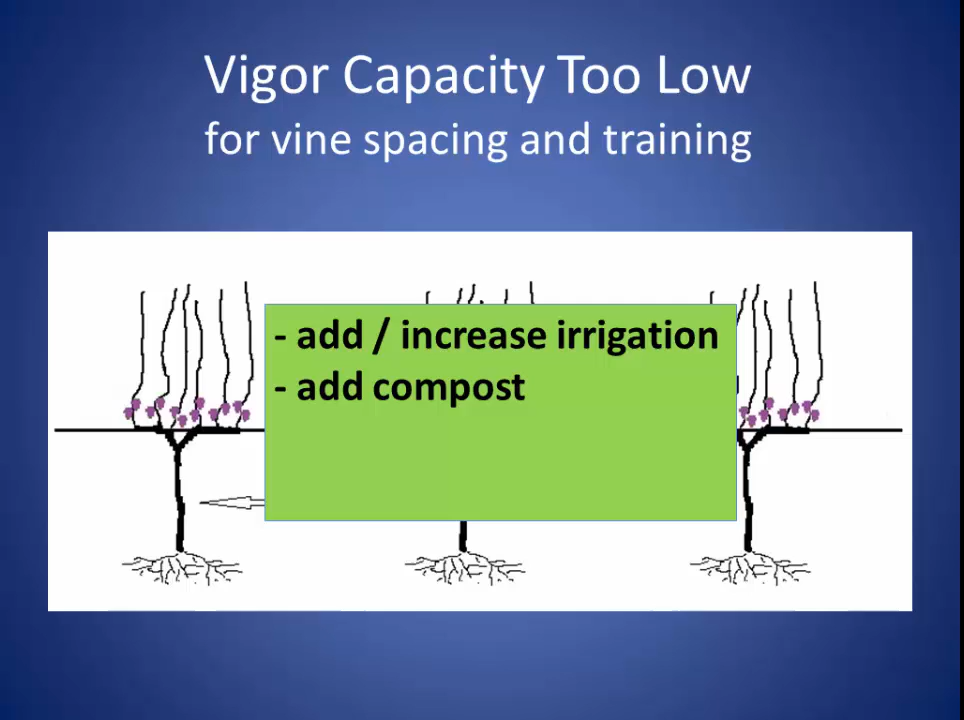 Vigor Capacity Too Low
for vine spacing and training
- add / increase irrigation
- add compost